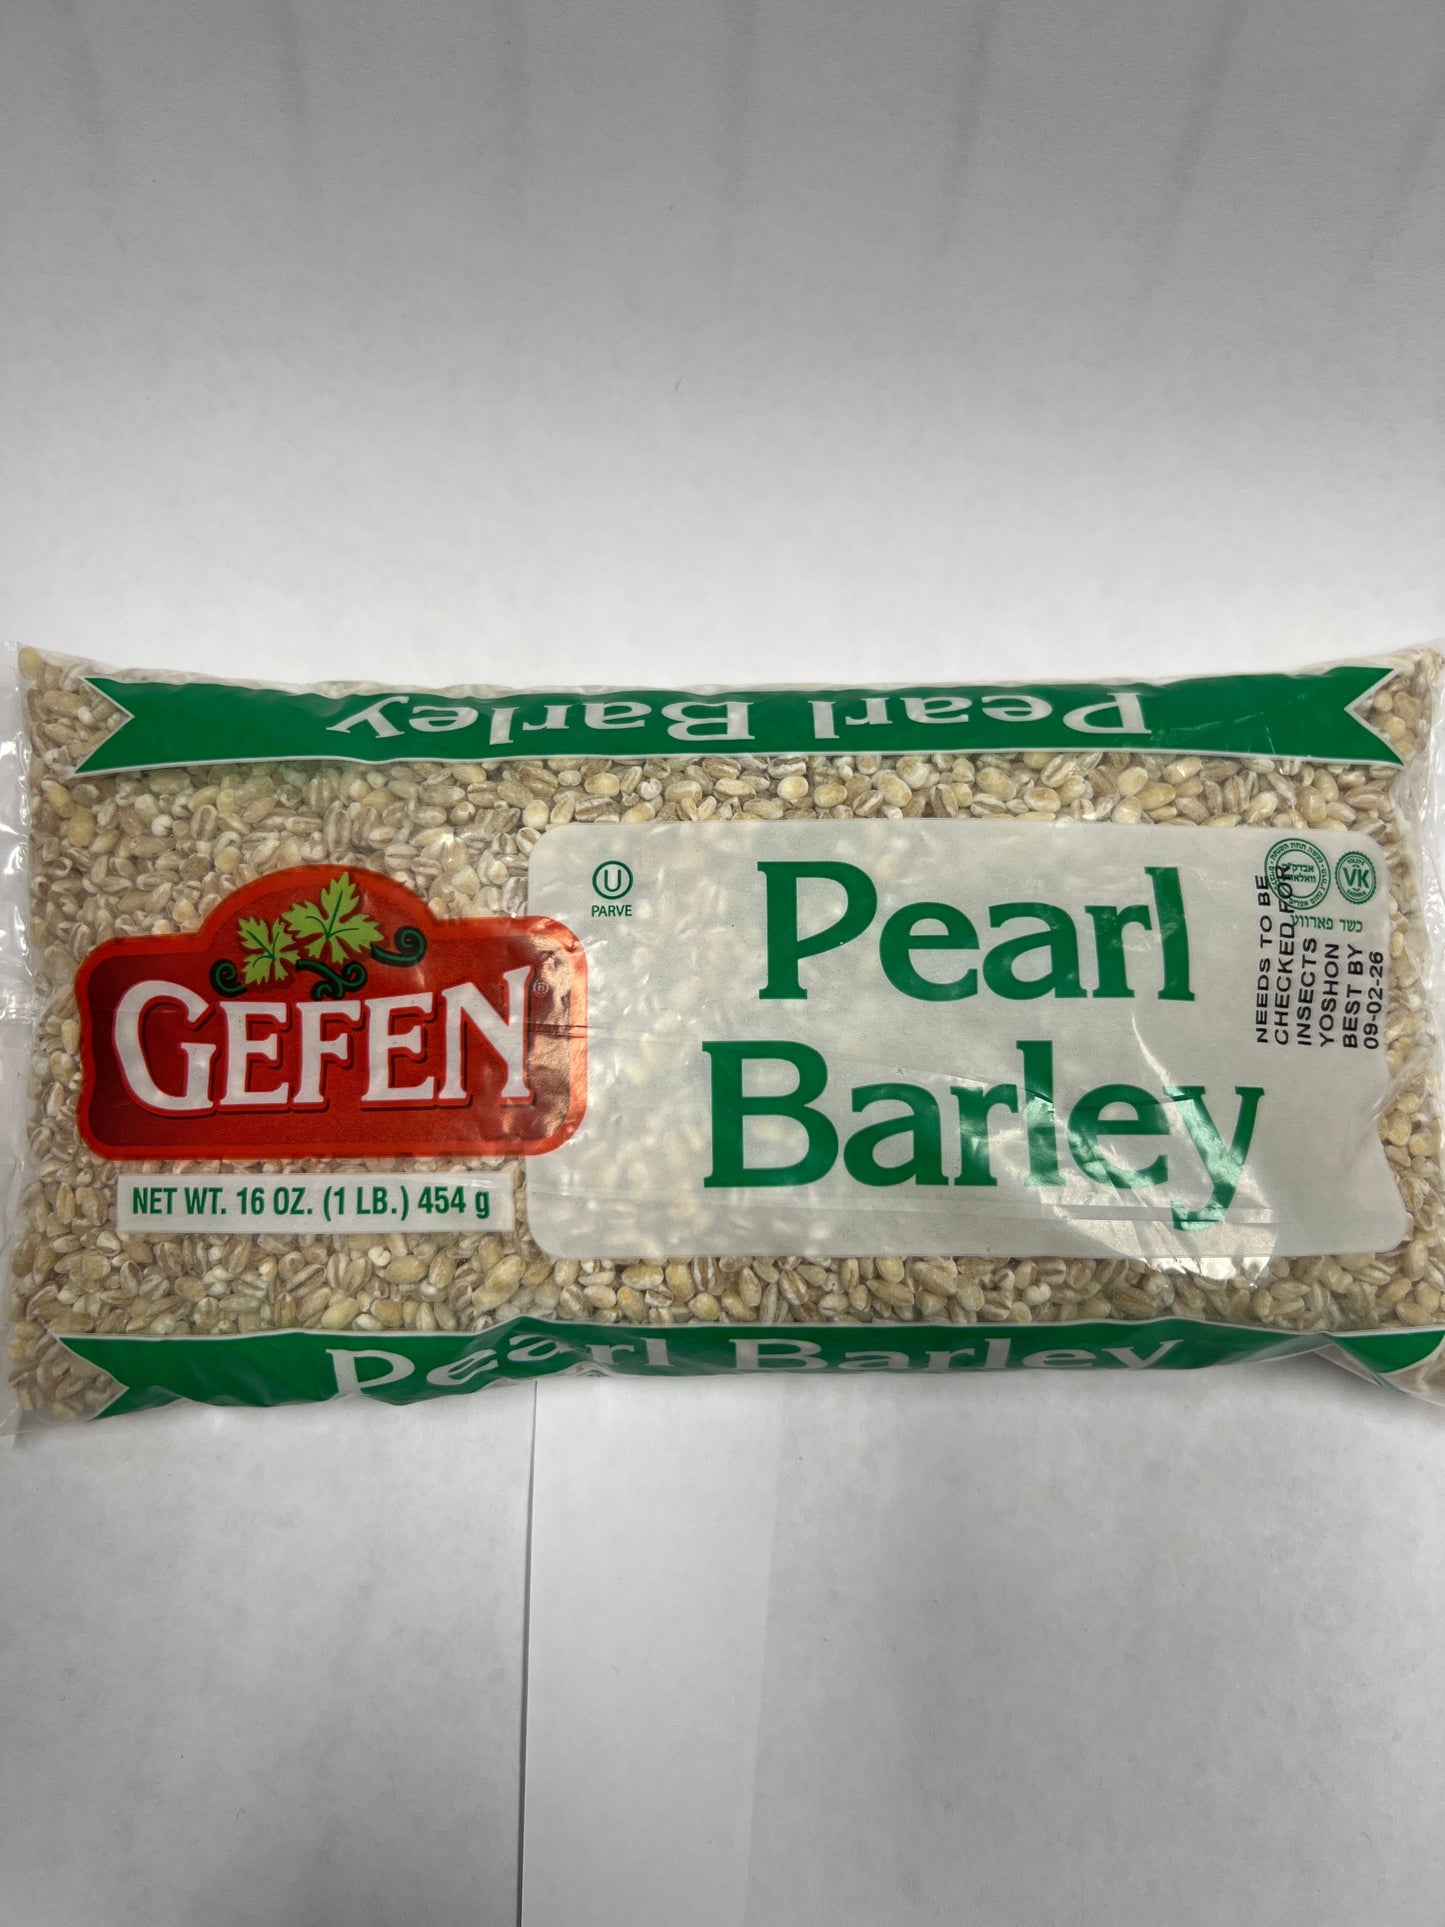 Pearl Barley
GEFEN®
NET WT. 16 OZ. (1 LB.) 454 g
U
PARVE
Pearl
Barley
VK
כשר פארווע
NEEDS TO BE
CHECKED FOR
INSECTS
YOSHON
BEST BY
09-02-26
Pearl Barley